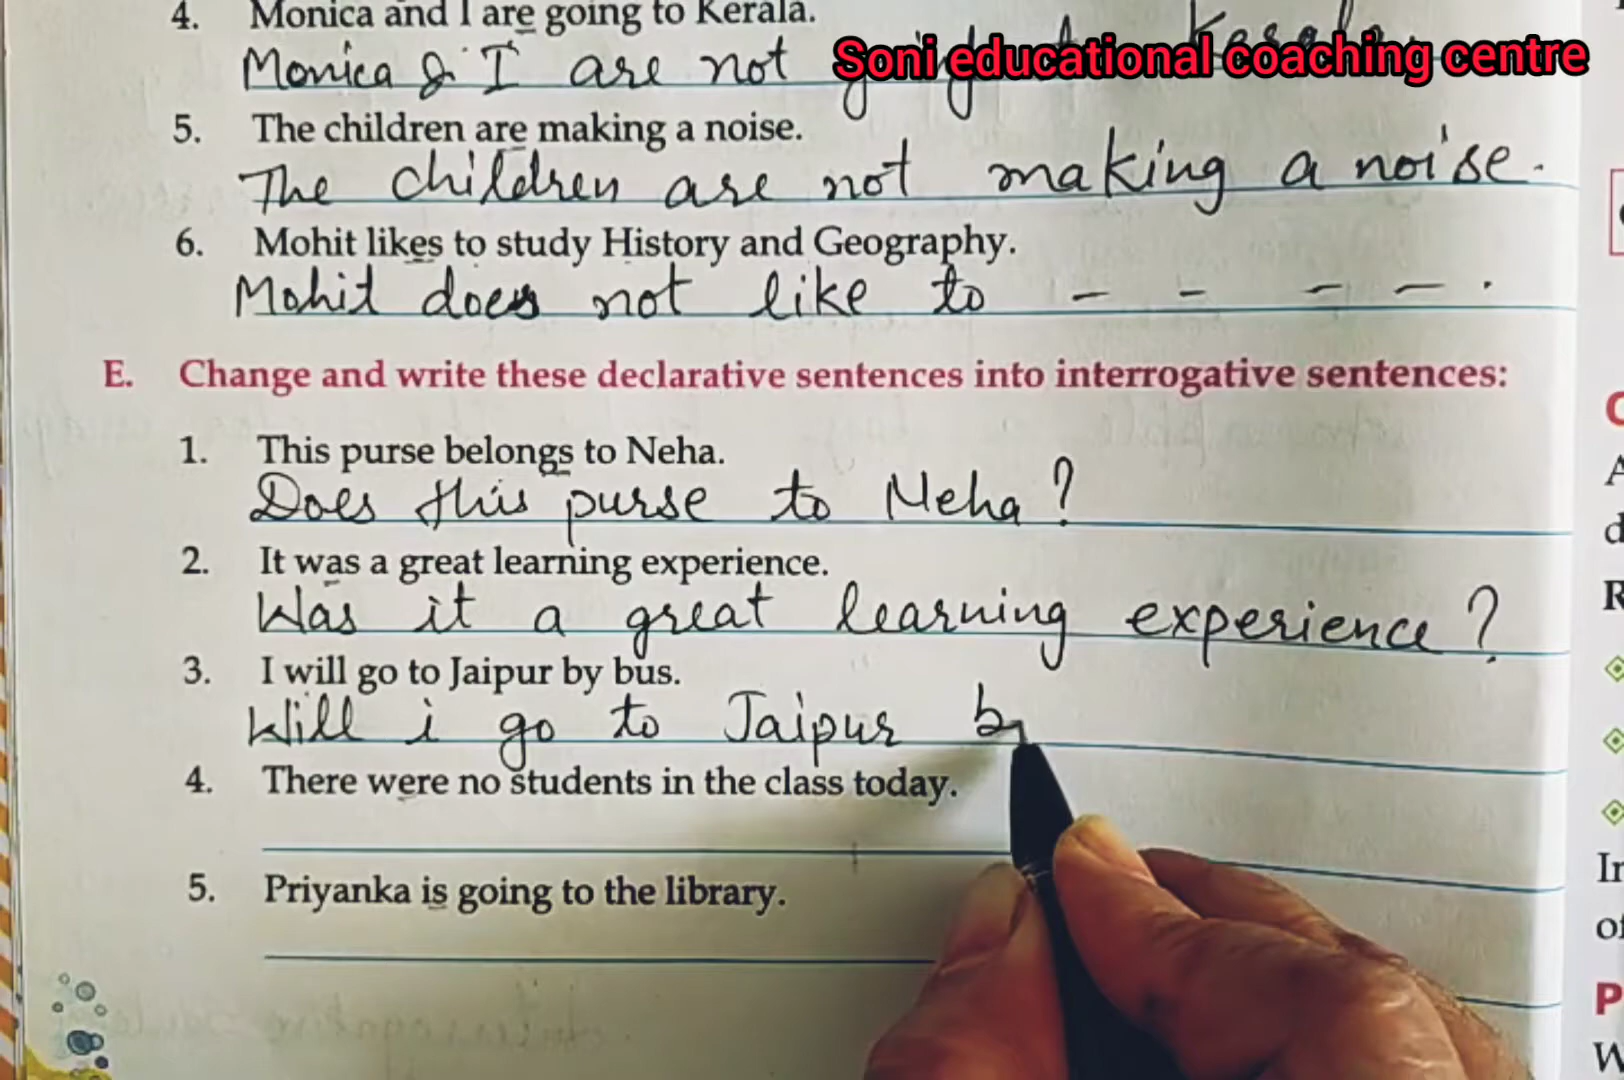 4. Monica and I are going to Kerala.
Monica & I are not going to Kerala.
Soni educational coaching centre
5. The children are making a noise.
The children are not making a noise.
6. Mohit likes to study History and Geography.
Mohit does not like to - - - - .
E. Change and write these declarative sentences into interrogative sentences:
1. This purse belongs to Neha.
Does this purse to Neha?
2. It was a great learning experience.
Was it a great learning experience?
3. I will go to Jaipur by bus.
Will i go to Jaipur by
4. There were no students in the class today.
5. Priyanka is going to the library.